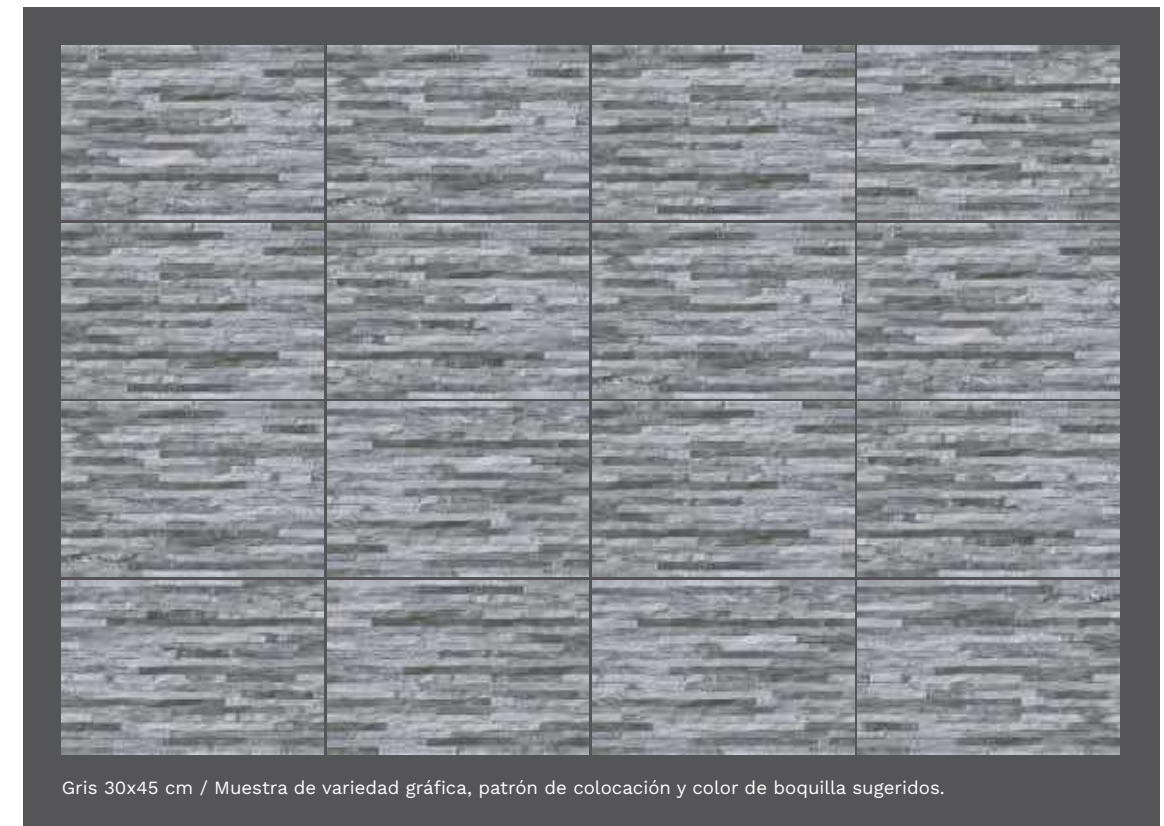 Gris 30x45 cm / Muestra de variedad gráfica, patrón de colocación y color de boquilla sugeridos.